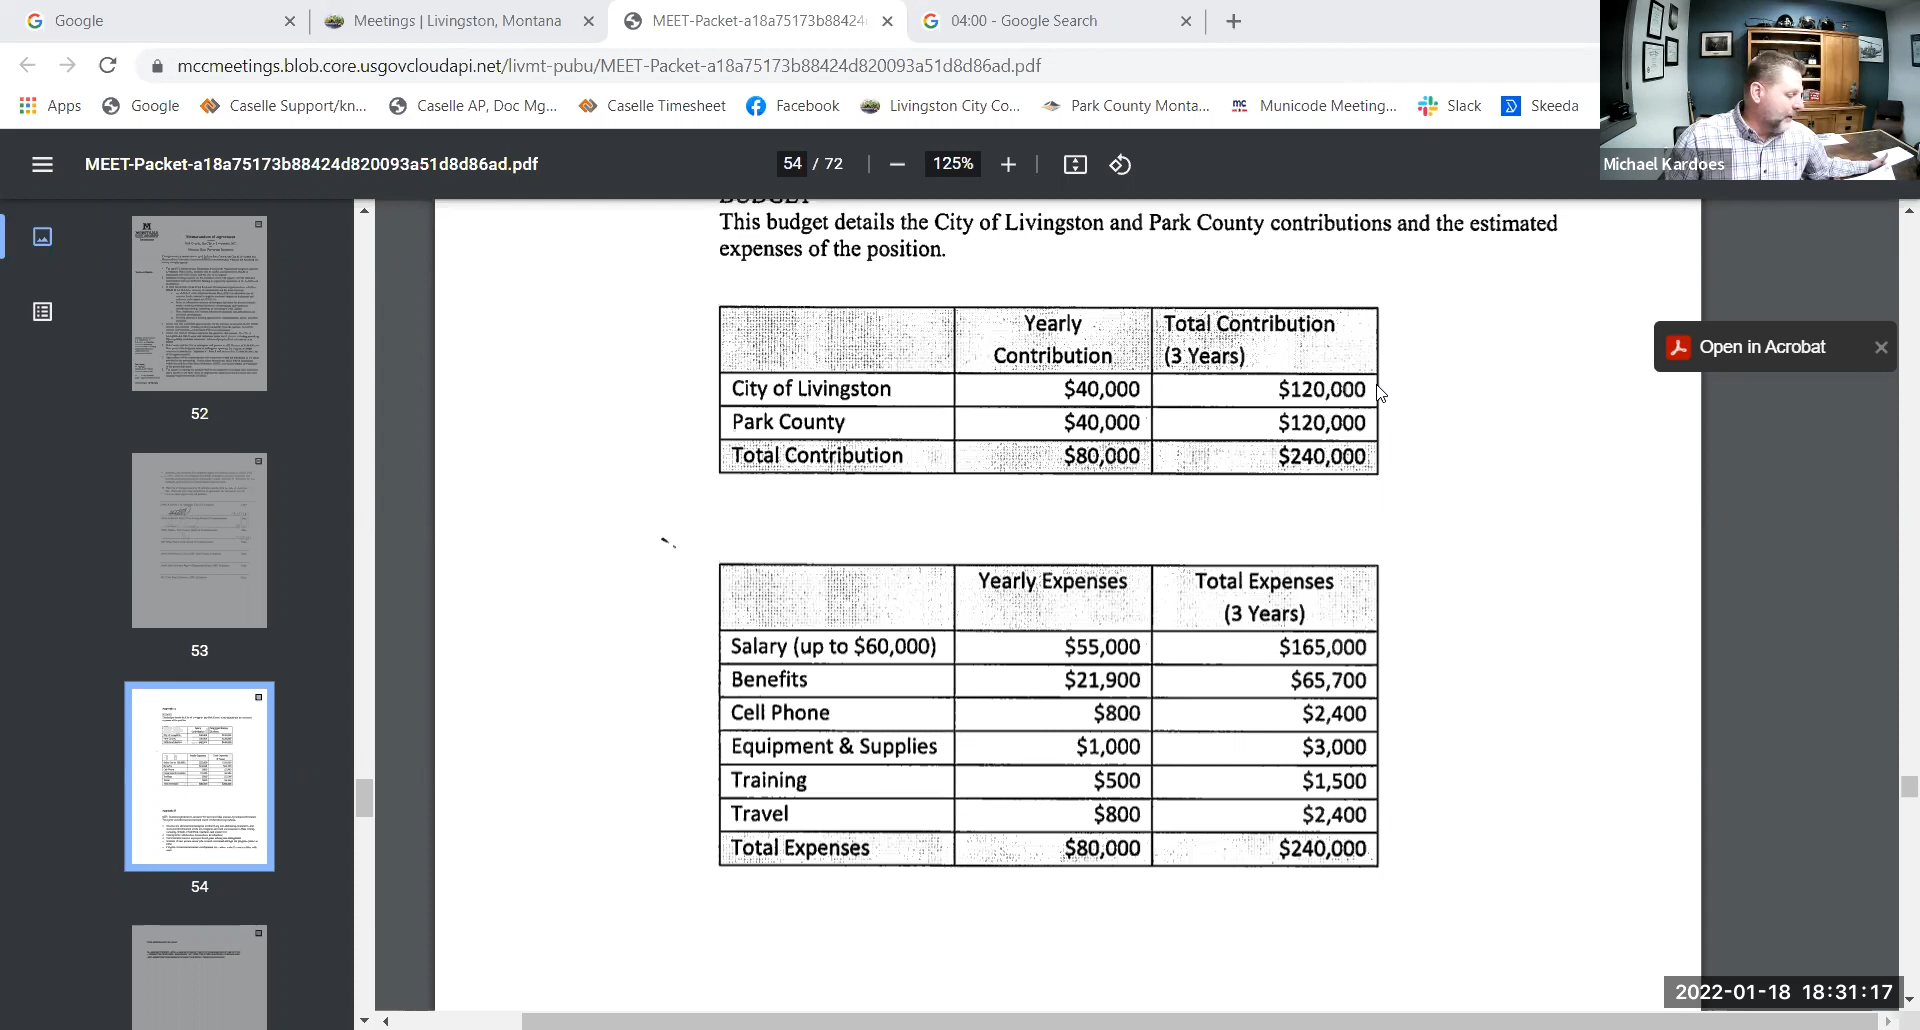 Google
Meetings | Livingston, Montana
MEET-Packet-a18a75173b88424
04:00 - Google Search
mccmeetings.blob.core.usgovcloudapi.net/livmt-pubu/MEET-Packet-a18a75173b88424d820093a51d8d86ad.pdf
Apps
Google
Caselle Support/kn...
Caselle AP, Doc Mg...
Caselle Timesheet
Facebook
Livingston City Co...
Park County Monta...
Municode Meeting...
Slack
Skeeda
MEET-Packet-a18a75173b88424d820093a51d8d86ad.pdf
54 / 72
125%
Michael Kardoes
52
53
54
BUDGET
This budget details the City of Livingston and Park County contributions and the estimated
expenses of the position.
Yearly Contribution Total Contribution (3 Years)
City of Livingston $40,000 $120,000
Park County $40,000 $120,000
Total Contribution $80,000 $240,000
Yearly Expenses Total Expenses (3 Years)
Salary (up to $60,000) $55,000 $165,000
Benefits $21,900 $65,700
Cell Phone $800 $2,400
Equipment & Supplies $1,000 $3,000
Training $500 $1,500
Travel $800 $2,400
Total Expenses $80,000 $240,000
Open in Acrobat
2022-01-18 18:31:17